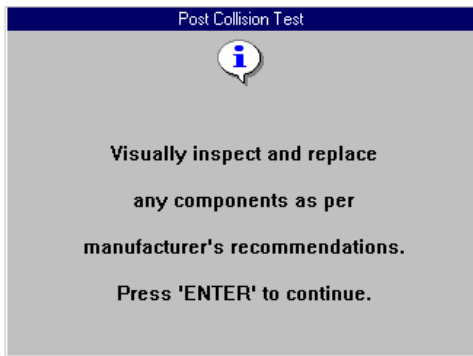 Post Collision Test
Visually inspect and replace
any components as per
manufacturer's recommendations.
Press 'ENTER' to continue.